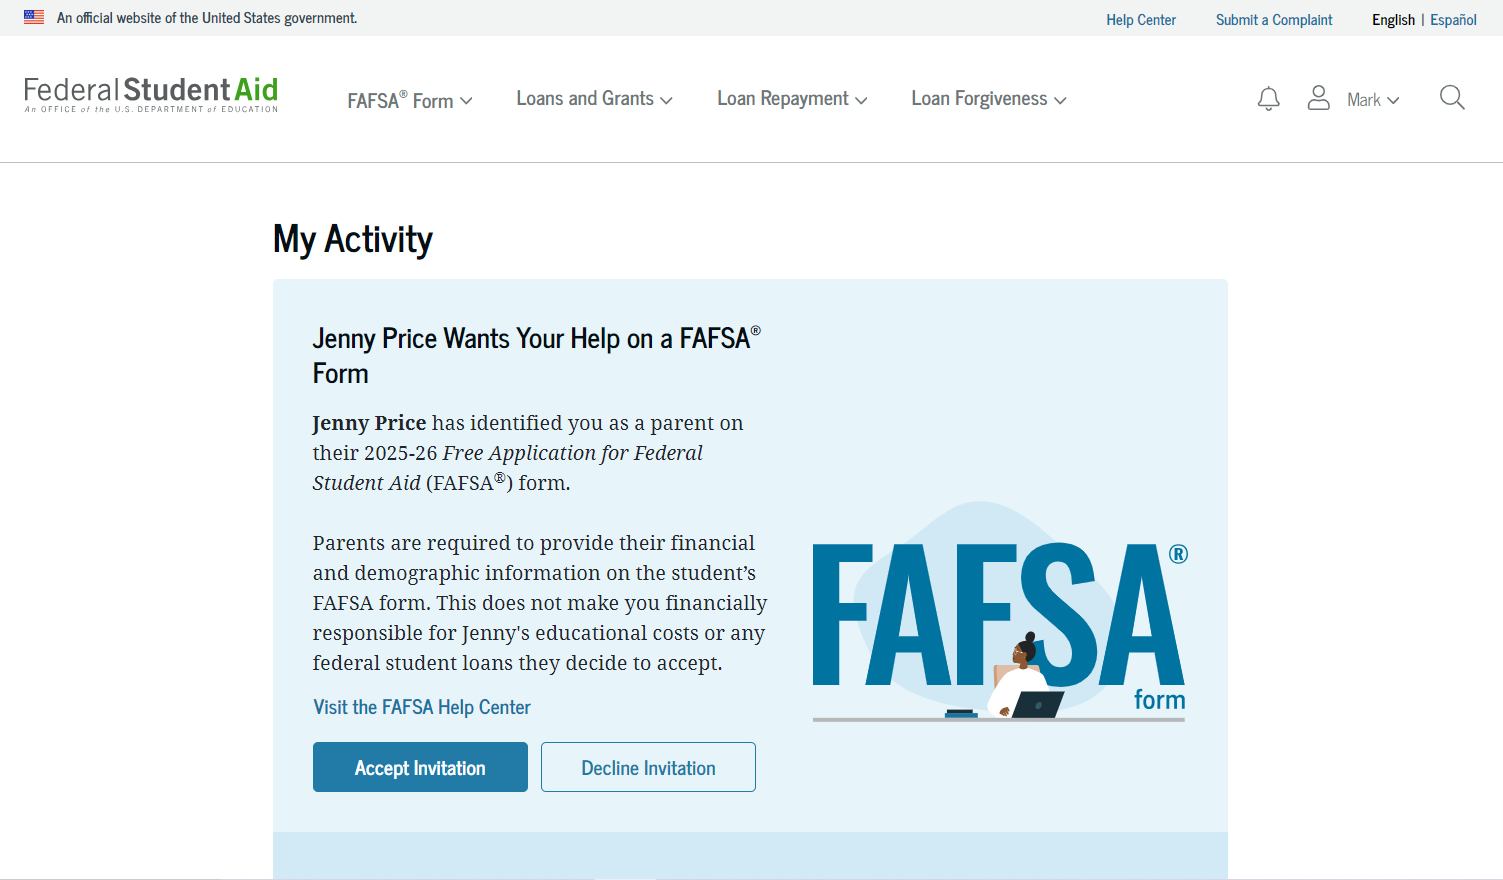 An official website of the United States government.
Help Center
Submit a Complaint
English | Español
Federal Student Aid
An OFFICE of the U.S. DEPARTMENT of EDUCATION
FAFSA® Form
Loans and Grants
Loan Repayment
Loan Forgiveness
Mark
My Activity
Jenny Price Wants Your Help on a FAFSA®
Form
Jenny Price has identified you as a parent on
their 2025-26 Free Application for Federal
Student Aid (FAFSA®) form.
Parents are required to provide their financial
and demographic information on the student’s
FAFSA form. This does not make you financially
responsible for Jenny's educational costs or any
federal student loans they decide to accept.
Visit the FAFSA Help Center
Accept Invitation
Decline Invitation
FAFSA®
form